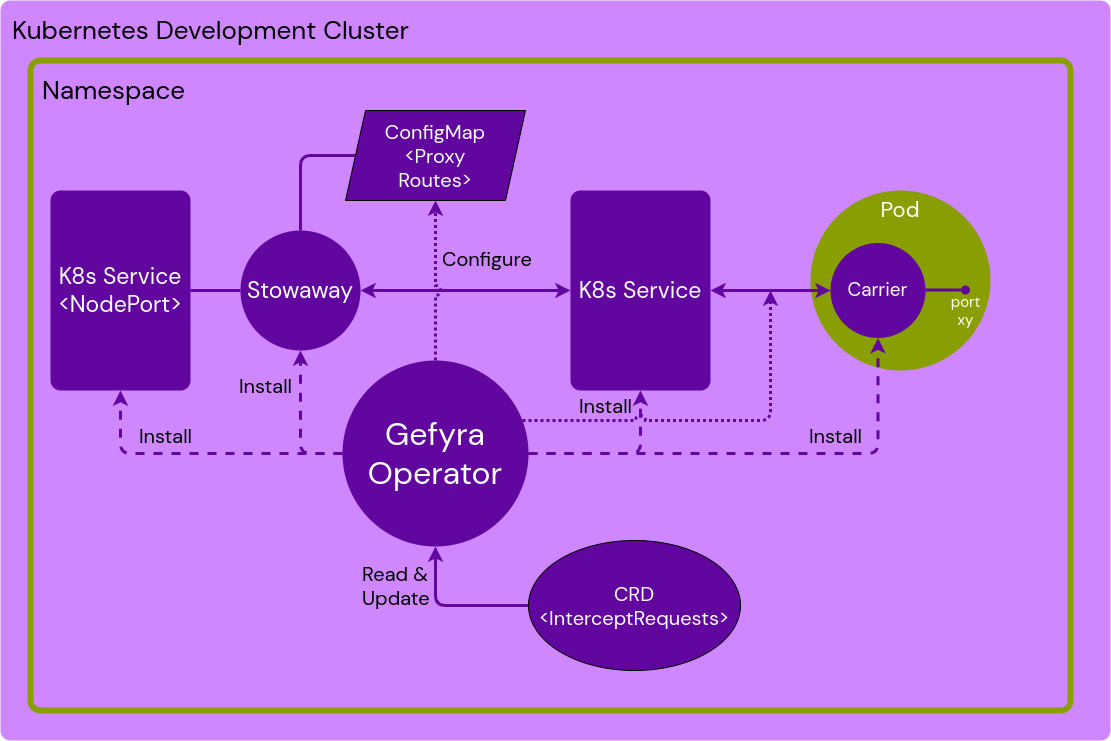 Kubernetes Development Cluster
Namespace
ConfigMap
<Proxy
Routes>
Pod
K8s Service
<NodePort>
Stowaway
Configure
K8s Service
Carrier
port
xy
Install
Install
Install
Install
Gefyra
Operator
Read &
Update
CRD
<InterceptRequests>